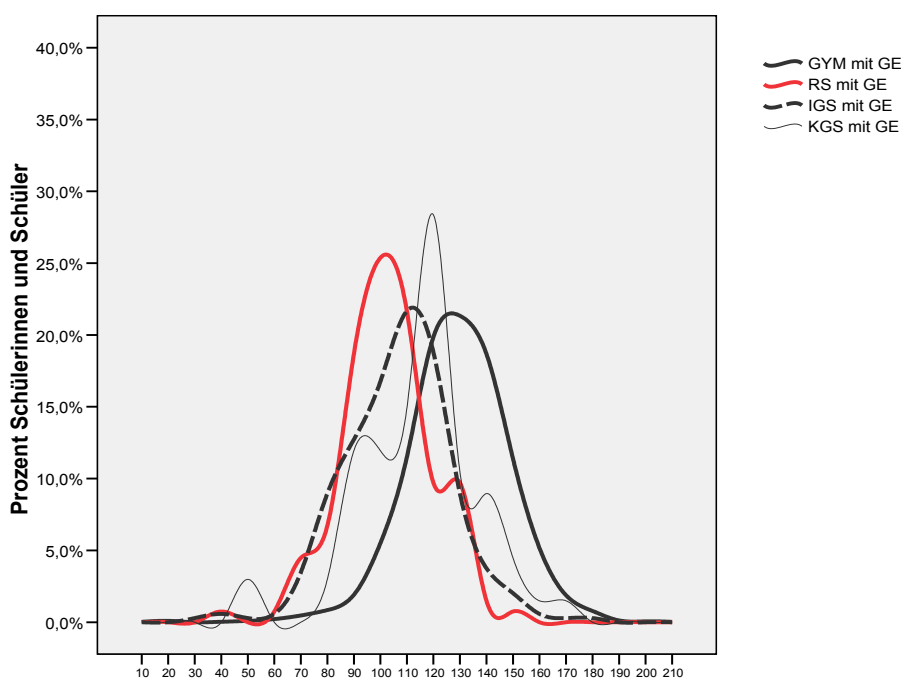 40,0%
35,0%
30,0%
25,0%
20,0%
15,0%
10,0%
5,0%
0,0%
Prozent Schülerinnen und Schüler
10 20 30 40 50 60 70 80 90 100 110 120 130 140 150 160 170 180 190 200 210
GYM mit GE
RS mit GE
IGS mit GE
KGS mit GE